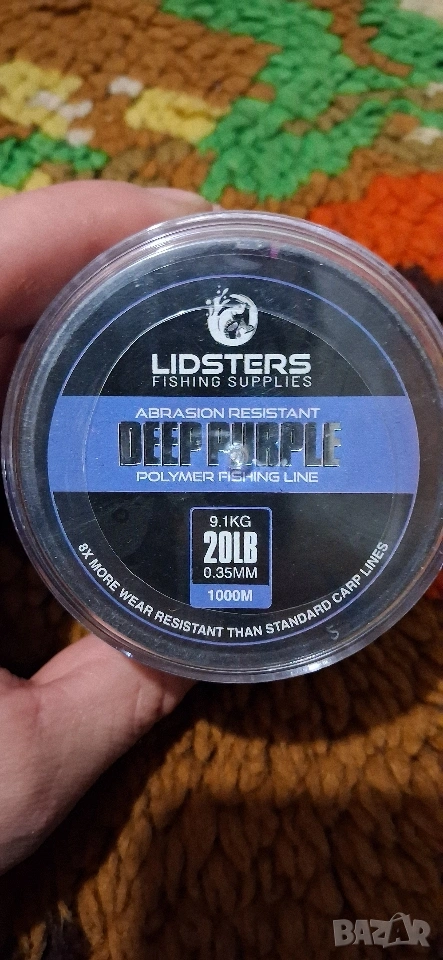 LIDSTERS
FISHING SUPPLIES
ABRASION RESISTANT
DEEP PURPLE
POLYMER FISHING LINE
9.1KG
20LB
0.35MM
1000M
8X MORE WEAR RESISTANT THAN STANDARD CARP LINES
BAZAR